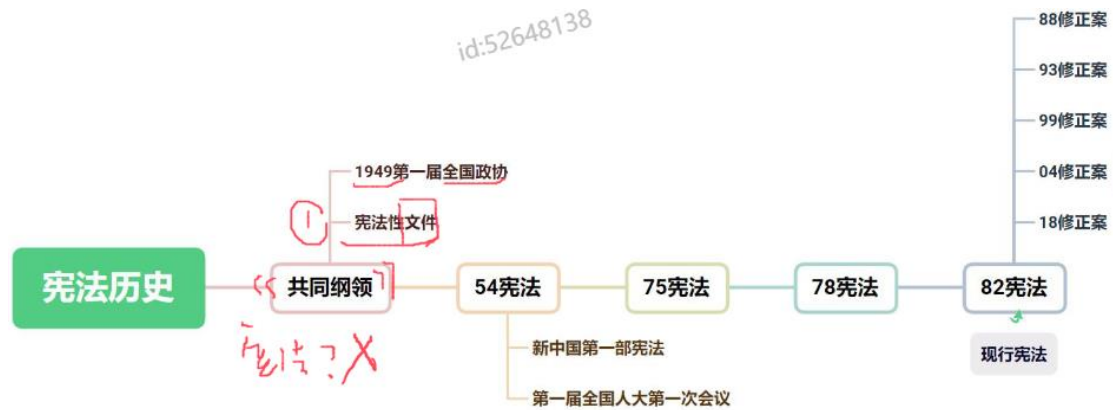 id:52648138
88修正案
93修正案
99修正案
04修正案
18修正案
1949第一届全国政协
① 宪法性文件
宪法历史
共同纲领
54宪法
75宪法
78宪法
82宪法
宪法？X
新中国第一部宪法
第一届全国人大第一次会议
现行宪法